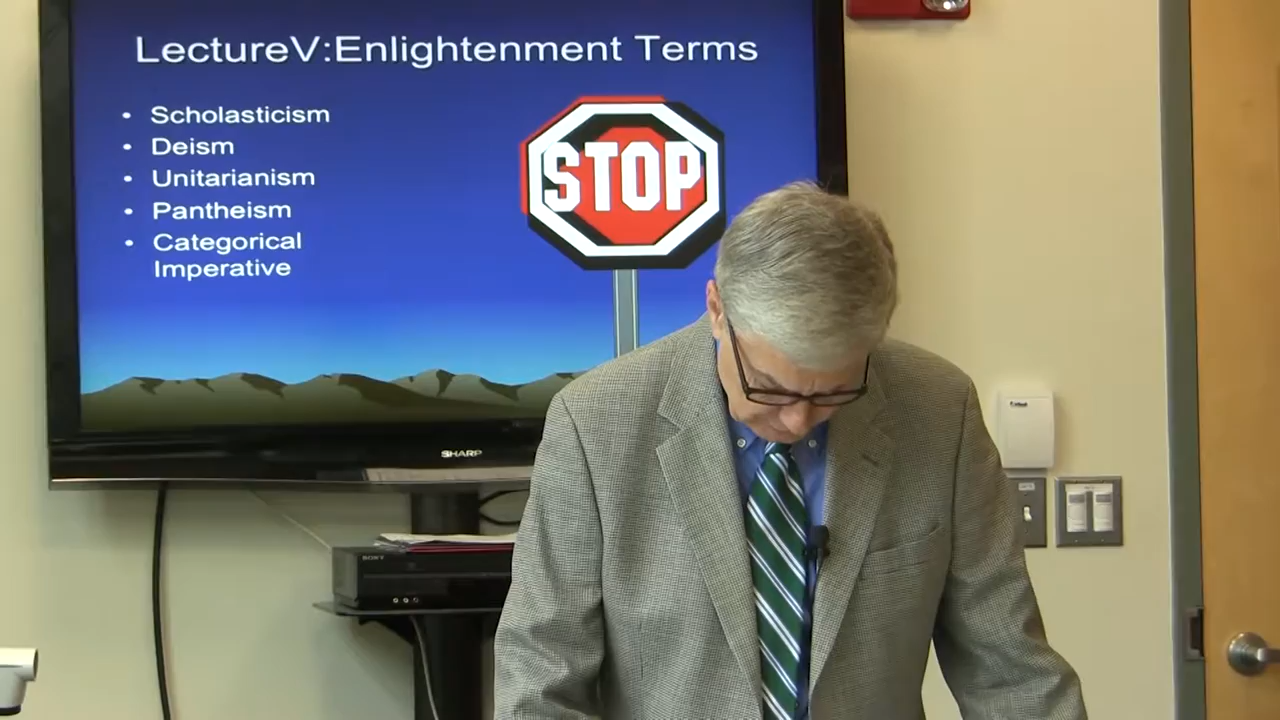 LectureV:Enlightenment Terms
• Scholasticism
• Deism
• Unitarianism
• Pantheism
• Categorical
Imperative
STOP
SHARP
SONY